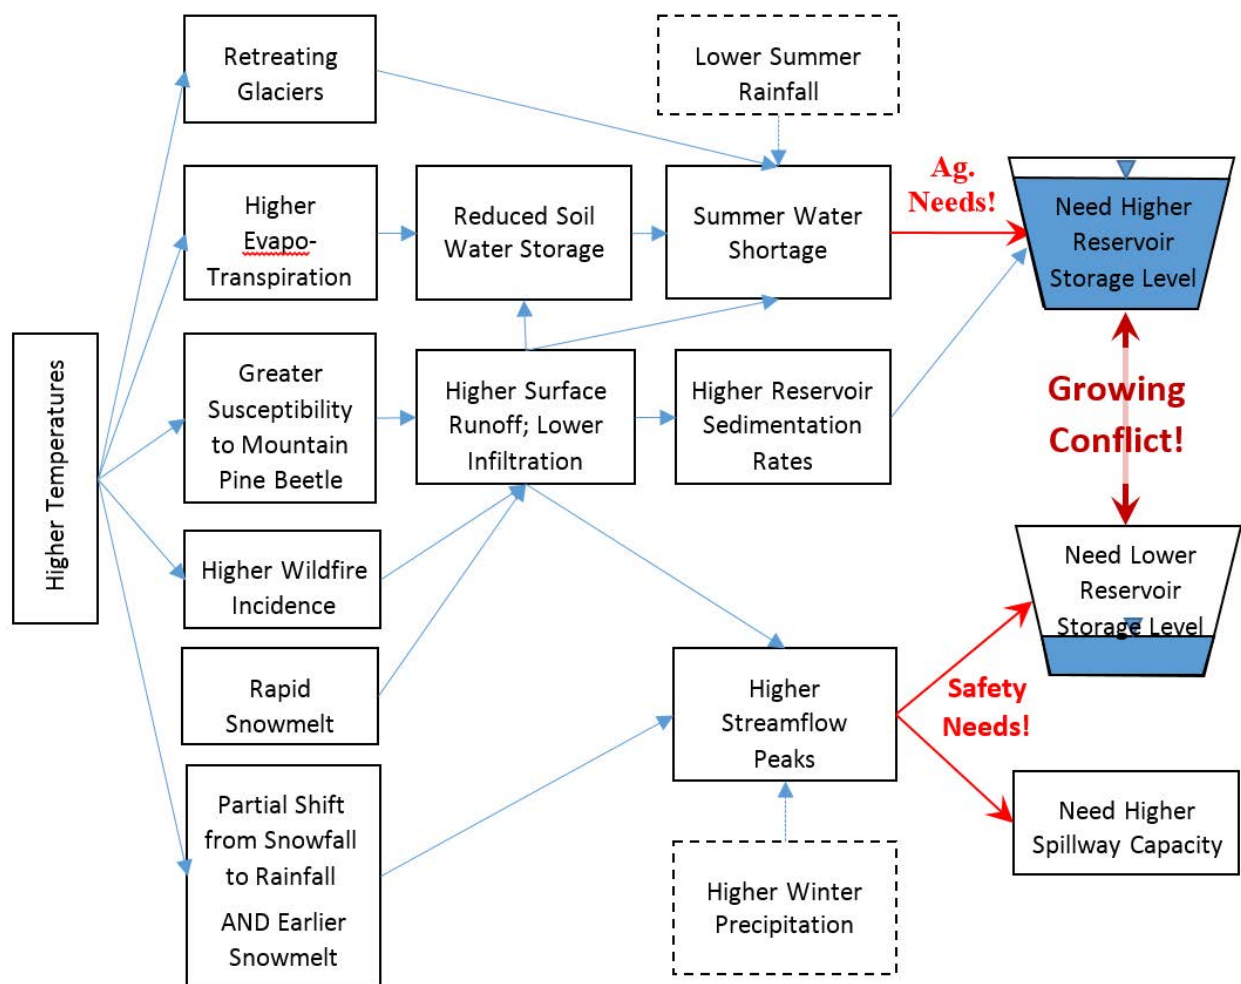 Retreating
Glaciers
Lower Summer
Rainfall
Higher
Evapo-
Transpiration
Reduced Soil
Water Storage
Summer Water
Shortage
Ag.
Needs!
Need Higher
Reservoir
Storage Level
Higher Temperatures
Greater
Susceptibility
to Mountain
Pine Beetle
Higher Surface
Runoff; Lower
Infiltration
Higher Reservoir
Sedimentation
Rates
Growing
Conflict!
Higher Wildfire
Incidence
Need Lower
Reservoir
Storage Level
Rapid
Snowmelt
Higher
Streamflow
Peaks
Safety
Needs!
Partial Shift
from Snowfall
to Rainfall
AND Earlier
Snowmelt
Need Higher
Spillway Capacity
Higher Winter
Precipitation